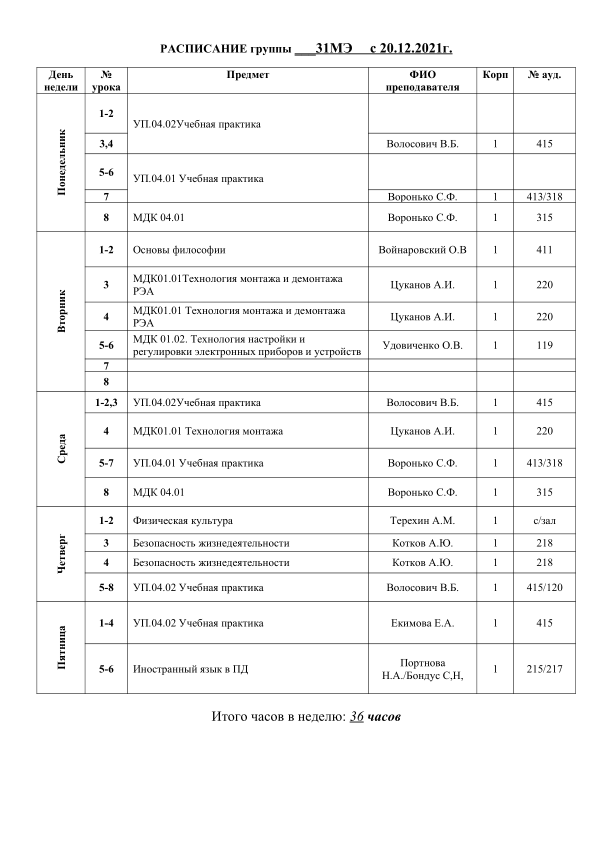 РАСПИСАНИЕ группы ___31МЭ    с 20.12.2021г.
День недели № урока Предмет ФИО преподавателя Корп № ауд.
Понедельник
1-2 УП.04.02Учебная практика
3,4 Волосович В.Б. 1 415
5-6 УП.04.01 Учебная практика
7 Воронько С.Ф. 1 413/318
8 МДК 04.01 Воронько С.Ф. 1 315
Вторник
1-2 Основы философии Войнаровский О.В 1 411
3 МДК01.01Технология монтажа и демонтажа
РЭА Цуканов А.И. 1 220
4 МДК01.01 Технология монтажа и демонтажа
РЭА Цуканов А.И. 1 220
5-6 МДК 01.02. Технология настройки и
регулировки электронных приборов и устройств Удовиченко О.В. 1 119
7
8
Среда
1-2,3 УП.04.02Учебная практика Волосович В.Б. 1 415
4 МДК01.01 Технология монтажа Цуканов А.И. 1 220
5-7 УП.04.01 Учебная практика Воронько С.Ф. 1 413/318
8 МДК 04.01 Воронько С.Ф. 1 315
Четверг
1-2 Физическая культура Терехин А.М. 1 с/зал
3 Безопасность жизнедеятельности Котков А.Ю. 1 218
4 Безопасность жизнедеятельности Котков А.Ю. 1 218
5-8 УП.04.02 Учебная практика Волосович В.Б. 1 415/120
Пятница
1-4 УП.04.02 Учебная практика Екимова Е.А. 1 415
5-6 Иностранный язык в ПД Портнова
Н.А./Бондус С,Н, 1 215/217
Итого часов в неделю: 36 часов